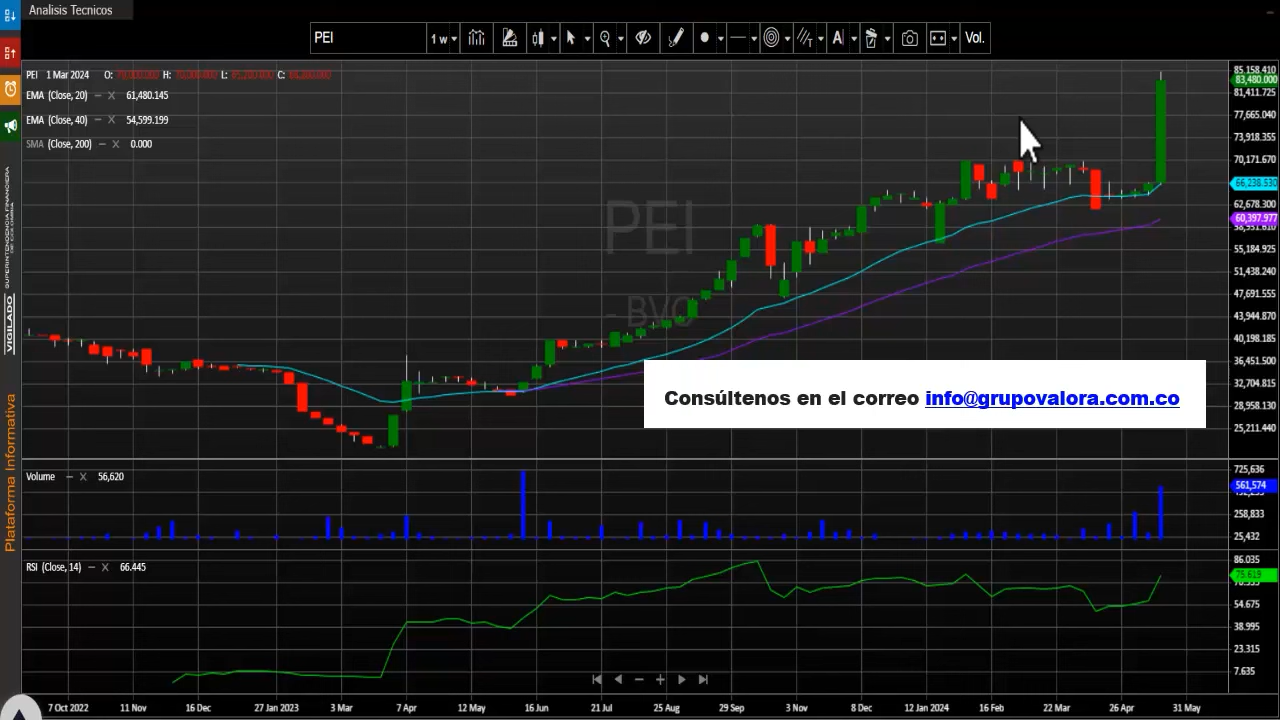 Analisis Tecnicos
PEI
1 w
A
Vol.
PEI 1 Mar 2024 O: H: L: C:
EMA (Close, 20) – X 61,480.145
EMA (Close, 40) – X 54,599.199
SMA (Close, 200) – X 0.000
PEI
- BVC
85,158.410
83,480.000
81,411.725
77,665.040
73,918.355
70,171.670
66,238.530
62,678.300
60,397.977
55,184.925
51,438.240
47,691.555
43,944.870
40,198.185
36,451.500
32,704.815
28,958.130
25,211.440
Consúltenos en el correo info@grupovalora.com.co
Volume – X 56,620
725,636
561,574
258,833
25,432
RSI (Close, 14) – X 66.445
86.035
75.619
54.675
38.995
23.315
7.635
7 Oct 2022 11 Nov 16 Dec 27 Jan 2023 3 Mar 7 Apr 12 May 16 Jun 21 Jul 25 Aug 29 Sep 3 Nov 8 Dec 12 Jan 2024 16 Feb 22 Mar 26 Apr 31 May
VIGILADO
SUPERINTENDENCIA FINANCIERA
DE COLOMBIA
Plataforma Informativa